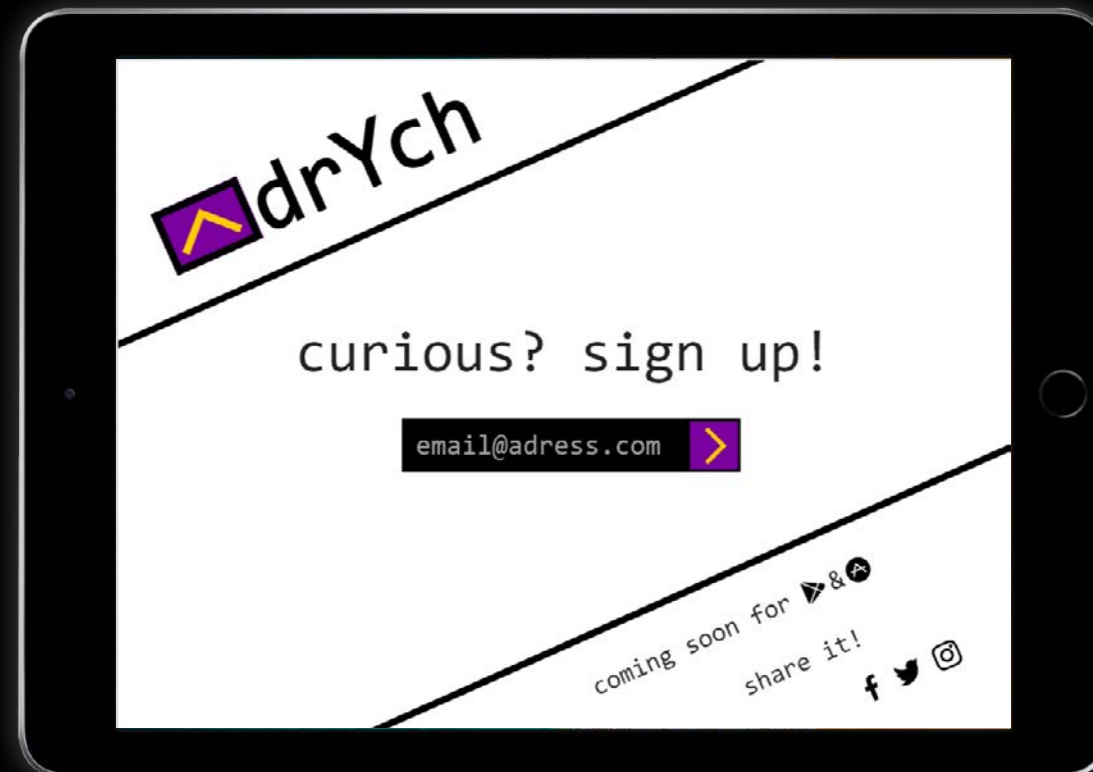 drYch
curious? sign up!
email@adress.com
coming soon for &
share it!